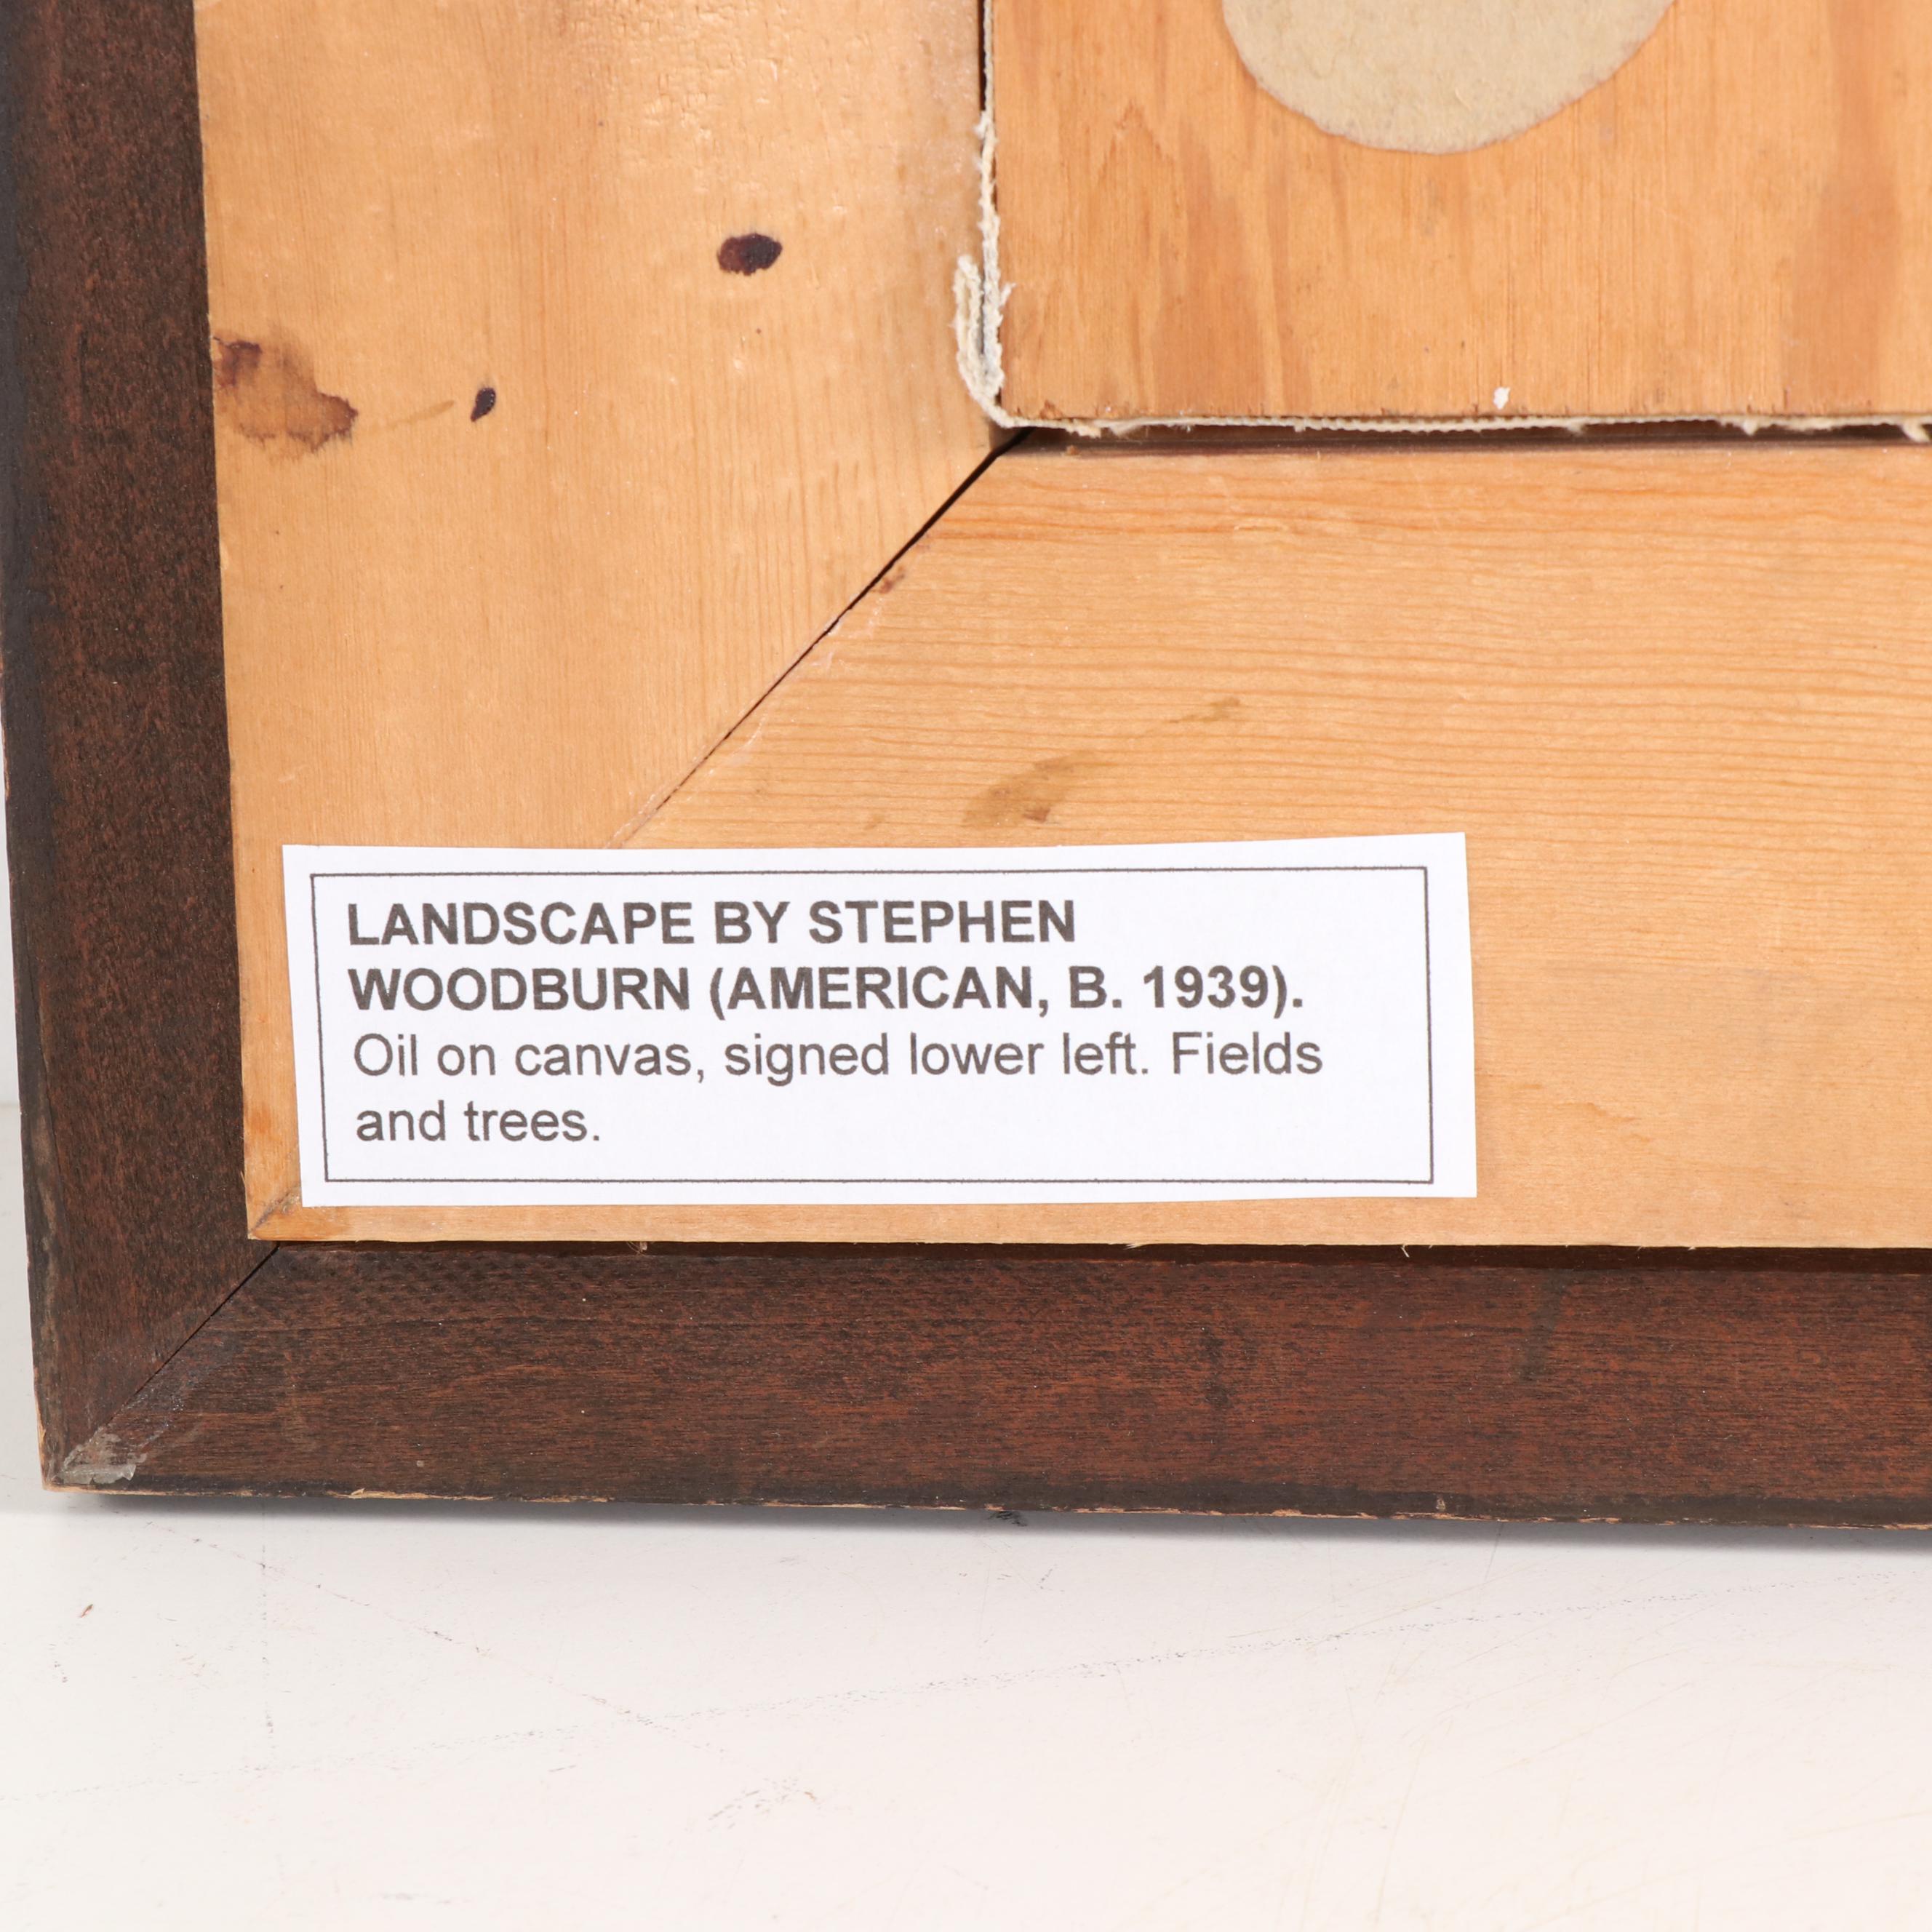 LANDSCAPE BY STEPHEN
WOODBURN (AMERICAN, B. 1939).
Oil on canvas, signed lower left. Fields
and trees.